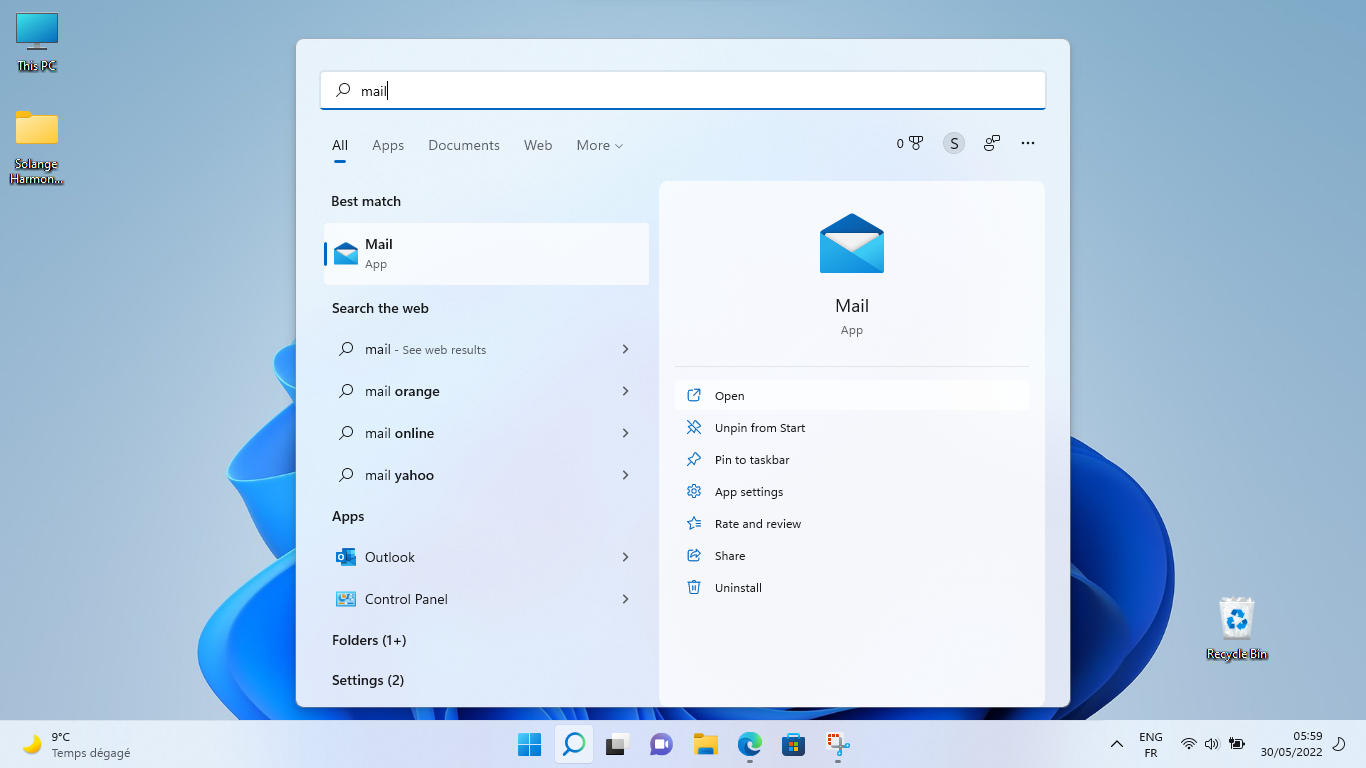 This PC
Solange
Harmon...
mail
All Apps Documents Web More
0 S
Best match
Mail
App
Search the web
mail - See web results
mail orange
mail online
mail yahoo
Apps
Outlook
Control Panel
Folders (1+)
Settings (2)
Mail
App
Open
Unpin from Start
Pin to taskbar
App settings
Rate and review
Share
Uninstall
Recycle Bin
9°C
Temps dégagé
ENG
FR
05:59
30/05/2022